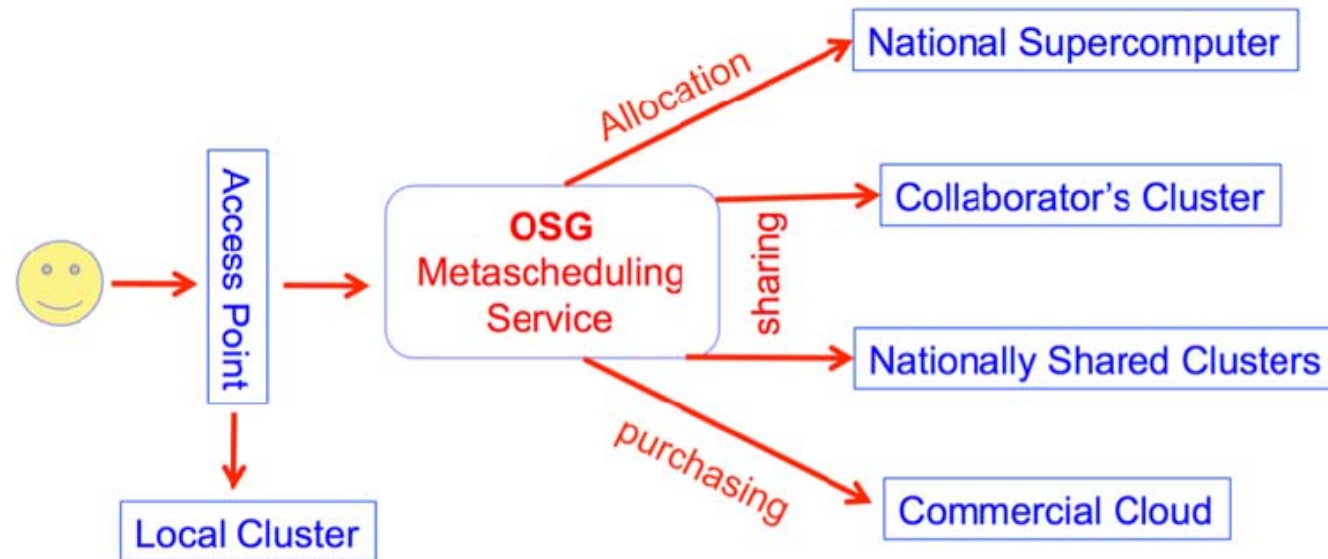 National Supercomputer
Allocation
Access Point
OSG
Metascheduling
Service
Collaborator's Cluster
sharing
Nationally Shared Clusters
purchasing
Commercial Cloud
Local Cluster